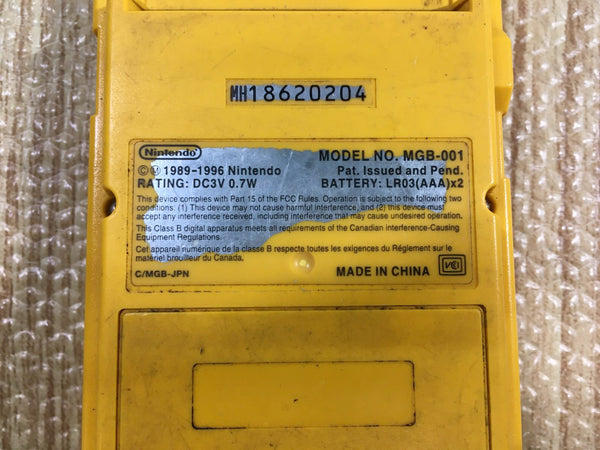 MH18620204
Nintendo
©Ⓜ 1989-1996 Nintendo
MODEL NO. MGB-001
Pat. Issued and Pend.
RATING: DC3V 0.7W
BATTERY: LR03(AAA)x2
This device complies with Part 15 of the FCC Rules. Operation is subject to the following two
conditions: (1) This device may not cause harmful interference, and (2) this device must
accept any interference received, including interference that may cause undesired operation.
This Class B digital apparatus meets all requirements of the Canadian interference-Causing
Equipment Regulations.
Cet appareil numérique de la classe B respecte toutes les exigences du Réglement sur le
matériel brouilleur du Canada.
C/MGB-JPN
MADE IN CHINA
VCI